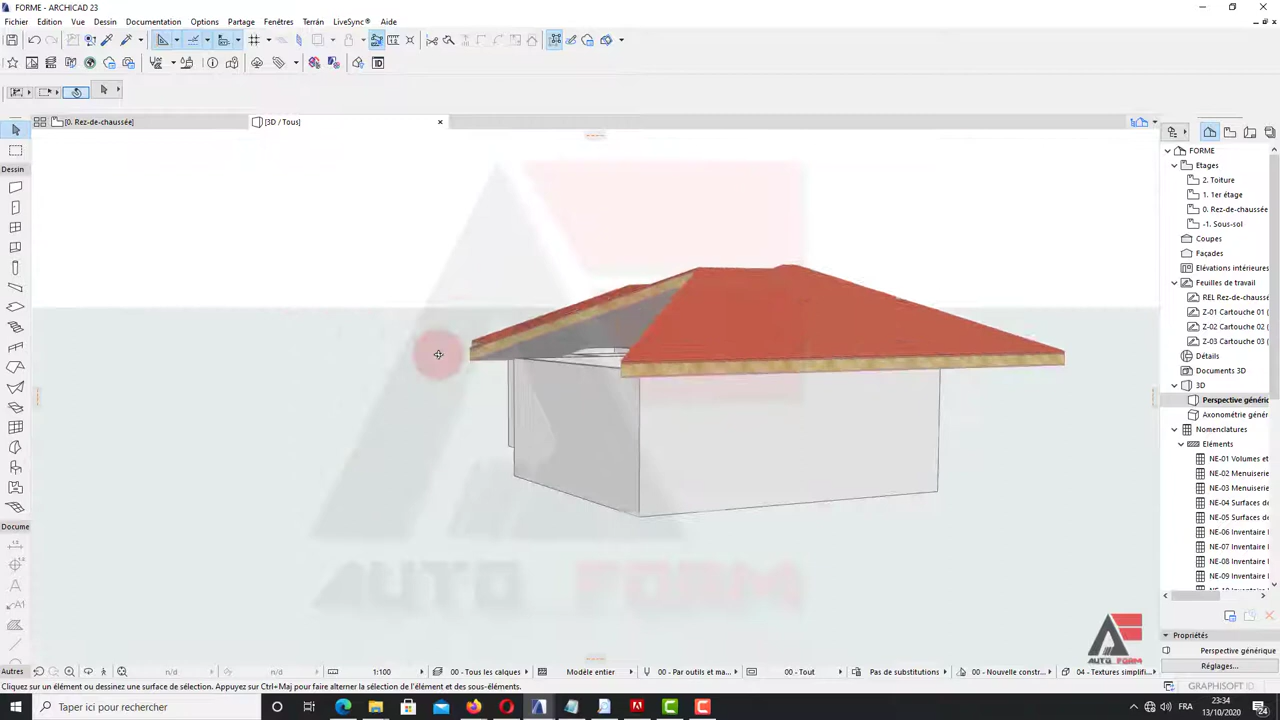 FORME - ARCHICAD 23
Fichier Edition Vue Dessin Documentation Options Partage Fenêtres Terrán LiveSync® Aide
[0. Rez-de-chaussée]
[3D / Tous]
Dessin
Docume
Autres
FORME
Etages
2. Toiture
1. 1er étage
0. Rez-de-chaussée
-1. Sous-sol
Coupes
Façades
Elévations intérieures
Feuilles de travail
REL Rez-de-chaussé
Z-01 Cartouche 01 (
Z-02 Cartouche 02 (
Z-03 Cartouche 03 (
Détails
Documents 3D
3D
Perspective génériq
Axonométrie génér
Nomenclatures
Eléments
NE-01 Volumes et
NE-02 Menuiserie
NE-03 Menuiserie
NE-04 Surfaces de
NE-05 Surfaces de
NE-06 Inventaire I
NE-07 Inventaire I
NE-08 Inventaire I
NE-09 Inventaire I
Propriétés
Perspective générique
Réglages...
GRAPHISOFT ID
AUTO_FORM
AUTO_FORM
n/d n/d 1:100 00 - Tous les calques Modèle entier 00 - Par outils et ma... 00 - Tout Pas de substitutions 00 - Nouvelle constr... 04 - Textures simplifi...
Cliquez sur un élément ou dessinez une surface de sélection. Appuyez sur Ctrl+Maj pour faire alterner la sélection de l'élément et des sous-éléments.
Taper ici pour rechercher
FRA
23:34
13/10/2020
24